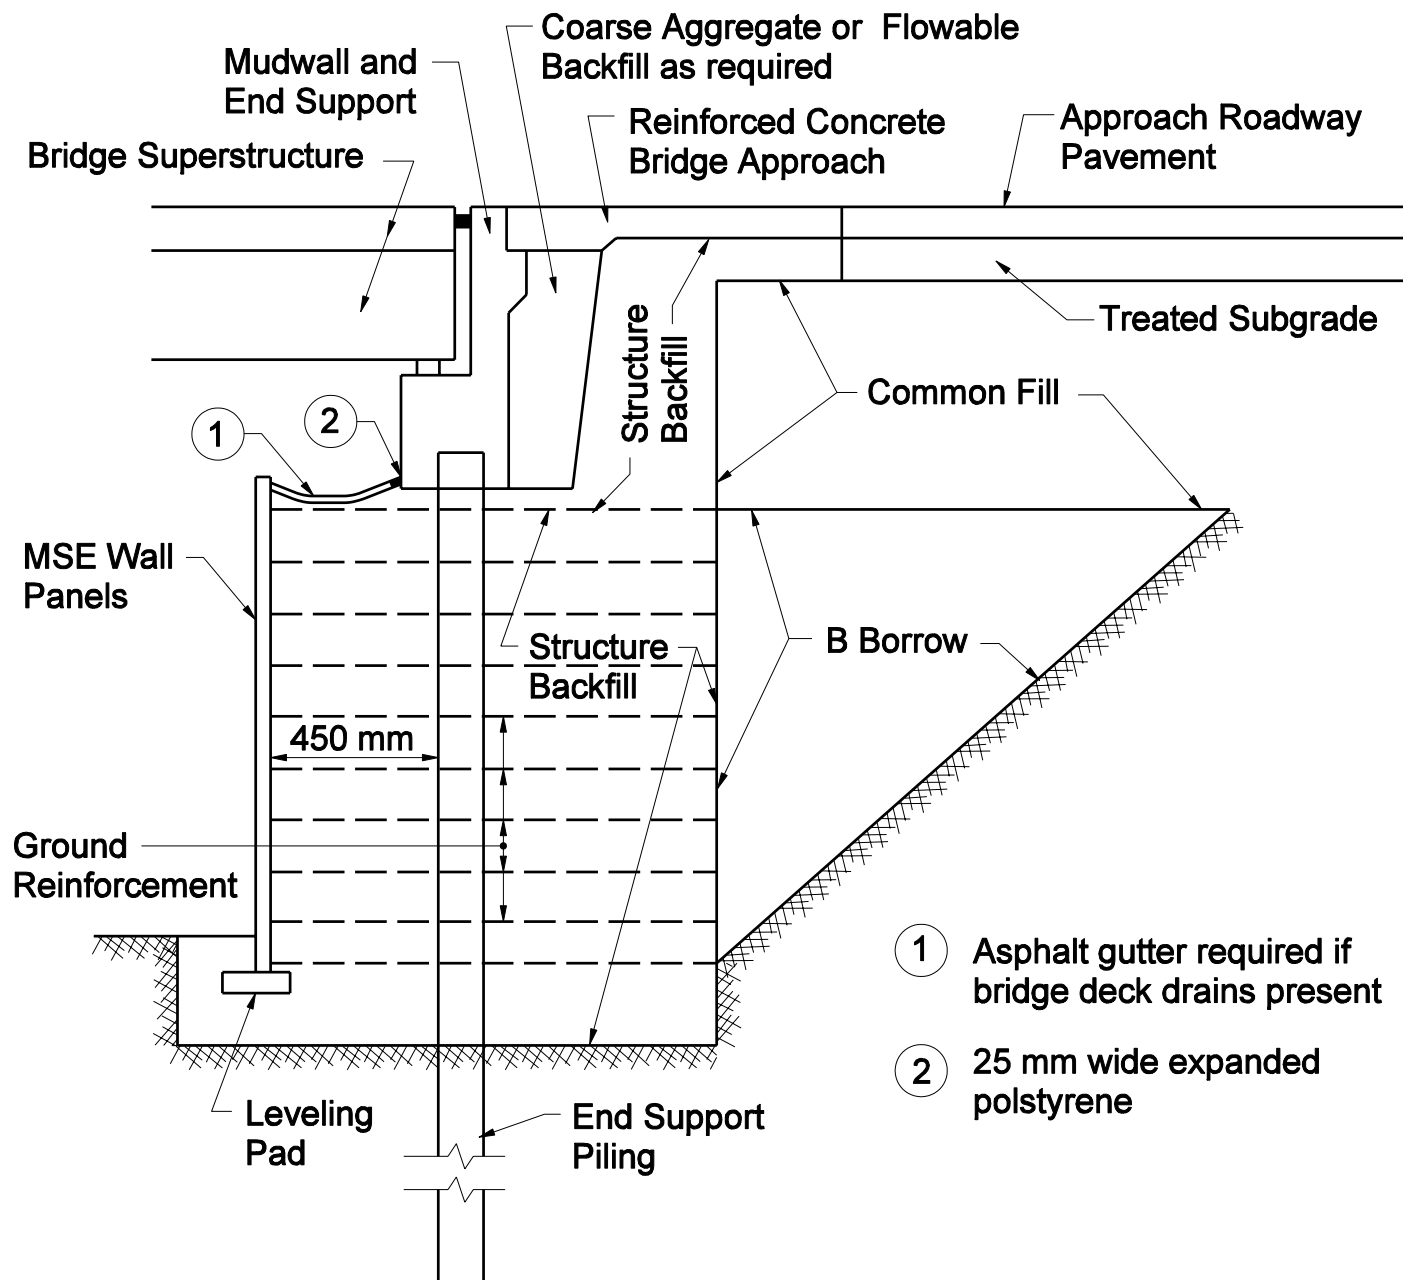 Coarse Aggregate or Flowable
Backfill as required
Mudwall and
End Support
Reinforced Concrete
Bridge Approach
Approach Roadway
Pavement
Bridge Superstructure
Treated Subgrade
Structure
Backfill
Common Fill
1
2
MSE Wall
Panels
Structure
Backfill
B Borrow
450 mm
Ground
Reinforcement
1
Asphalt gutter required if
bridge deck drains present
2
25 mm wide expanded
polstyrene
Leveling
Pad
End Support
Piling